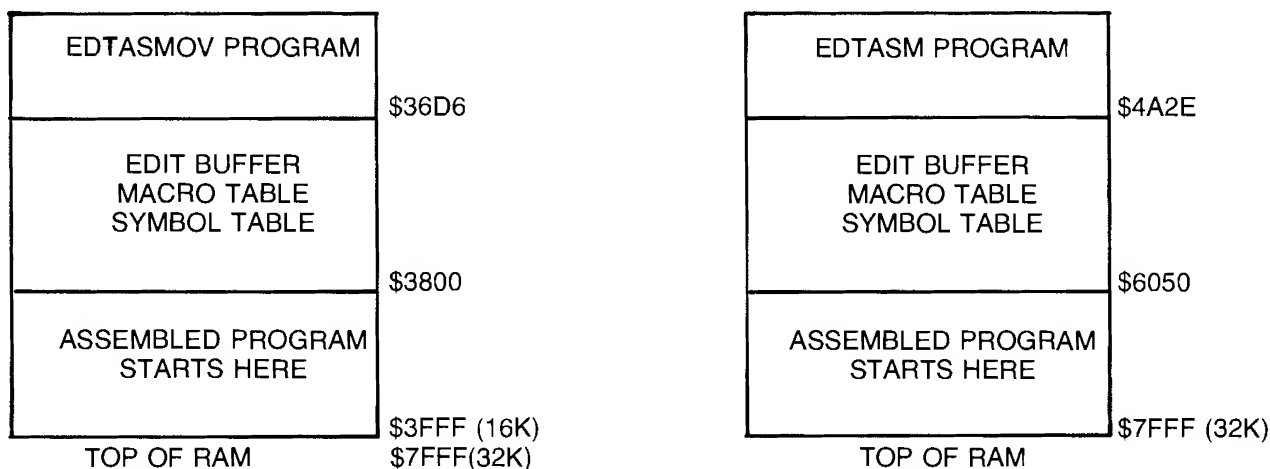 EDTASMOV PROGRAM
$36D6
EDIT BUFFER
MACRO TABLE
SYMBOL TABLE
$3800
ASSEMBLED PROGRAM
STARTS HERE
$3FFF (16K)
TOP OF RAM $7FFF(32K)
EDTASM PROGRAM
$4A2E
EDIT BUFFER
MACRO TABLE
SYMBOL TABLE
$6050
ASSEMBLED PROGRAM
STARTS HERE
$7FFF (32K)
TOP OF RAM